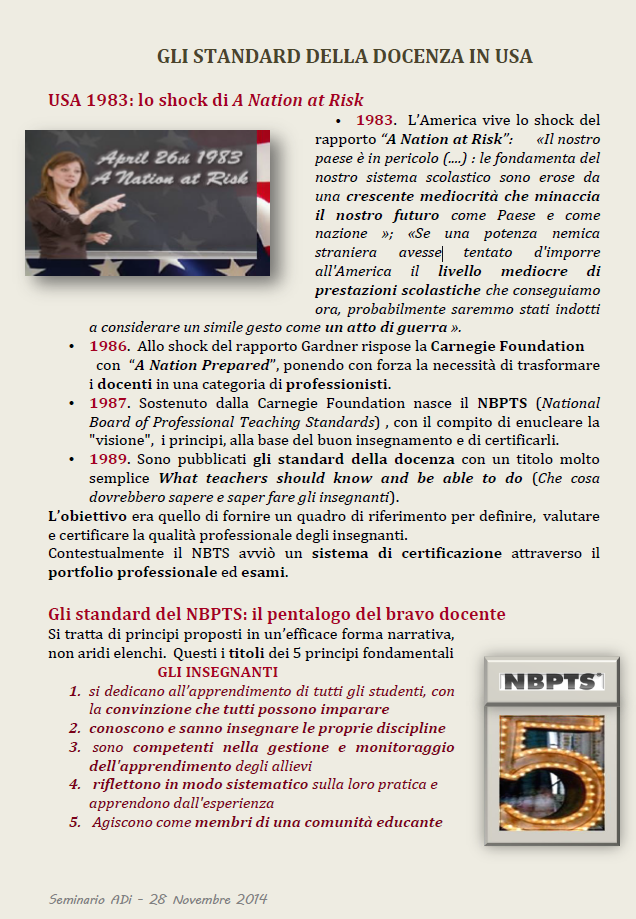 GLI STANDARD DELLA DOCENZA IN USA
USA 1983: lo shock di A Nation at Risk
April 26th 1983
A Nation at Risk
• 1983. L'America vive lo shock del
rapporto "A Nation at Risk": «Il nostro
paese è in pericolo (....) : le fondamenta del
nostro sistema scolastico sono erose da
una crescente mediocrità che minaccia
il nostro futuro come Paese e come
nazione »; «Se una potenza nemica
straniera avesse tentato d'imporre
all'America il livello mediocre di
prestazioni scolastiche che conseguiamo
ora, probabilmente saremmo stati indotti
a considerare un simile gesto come un atto di guerra ».
• 1986. Allo shock del rapporto Gardner rispose la Carnegie Foundation
con "A Nation Prepared", ponendo con forza la necessità di trasformare
i docenti in una categoria di professionisti.
• 1987. Sostenuto dalla Carnegie Foundation nasce il NBPTS (National
Board of Professional Teaching Standards) , con il compito di enucleare la
"visione", i principi, alla base del buon insegnamento e di certificarli.
• 1989. Sono pubblicati gli standard della docenza con un titolo molto
semplice What teachers should know and be able to do (Che cosa
dovrebbero sapere e saper fare gli insegnanti).
L'obiettivo era quello di fornire un quadro di riferimento per definire, valutare
e certificare la qualità professionale degli insegnanti.
Contestualmente il NBTS avviò un sistema di certificazione attraverso il
portfolio professionale ed esami.
Gli standard del NBPTS: il pentalogo del bravo docente
Si tratta di principi proposti in un'efficace forma narrativa,
non aridi elenchi. Questi i titoli dei 5 principi fondamentali
GLI INSEGNANTI
1. si dedicano all'apprendimento di tutti gli studenti, con
la convinzione che tutti possono imparare
2. conoscono e sanno insegnare le proprie discipline
3. sono competenti nella gestione e monitoraggio
dell'apprendimento degli allievi
4. riflettono in modo sistematico sulla loro pratica e
apprendono dall'esperienza
5. Agiscono come membri di una comunità educante
NBPTS®
5
Seminario ADi - 28 Novembre 2014